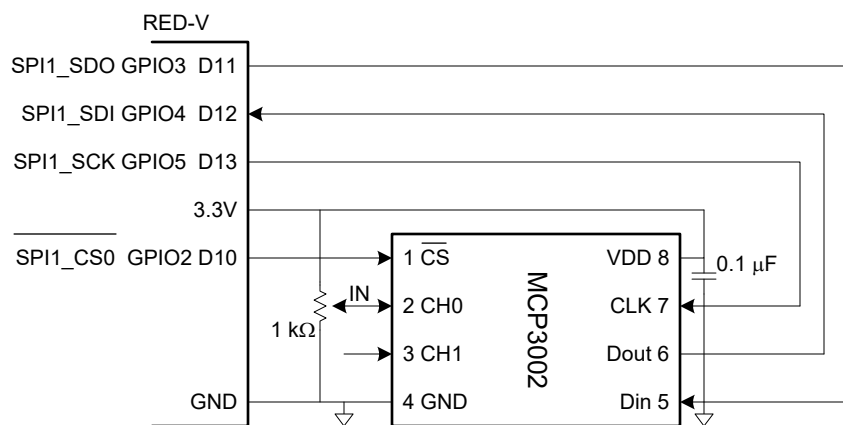 RED-V
SPI1_SDO GPIO3 D11
SPI1_SDI GPIO4 D12
SPI1_SCK GPIO5 D13
3.3V
SPI1_CS0 GPIO2 D10
GND
1 kΩ
IN
1 CS
2 CH0
3 CH1
4 GND
MCP3002
VDD 8
CLK 7
Dout 6
Din 5
0.1 μF